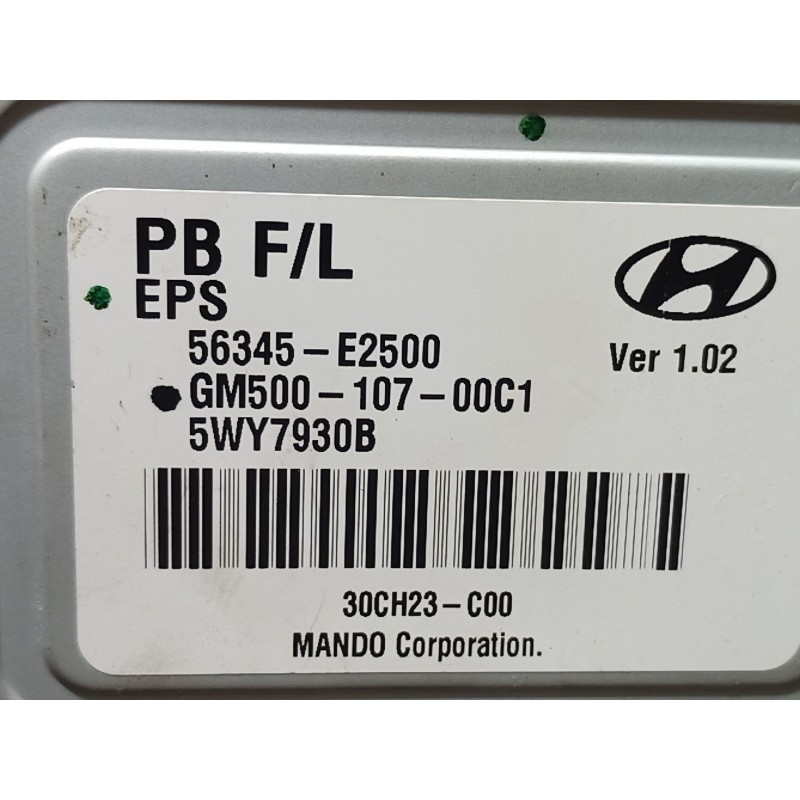 PB F/L
EPS
56345-E2500
Ver 1.02
GM500-107-00C1
5WY7930B
30CH23-C00
MANDO Corporation.